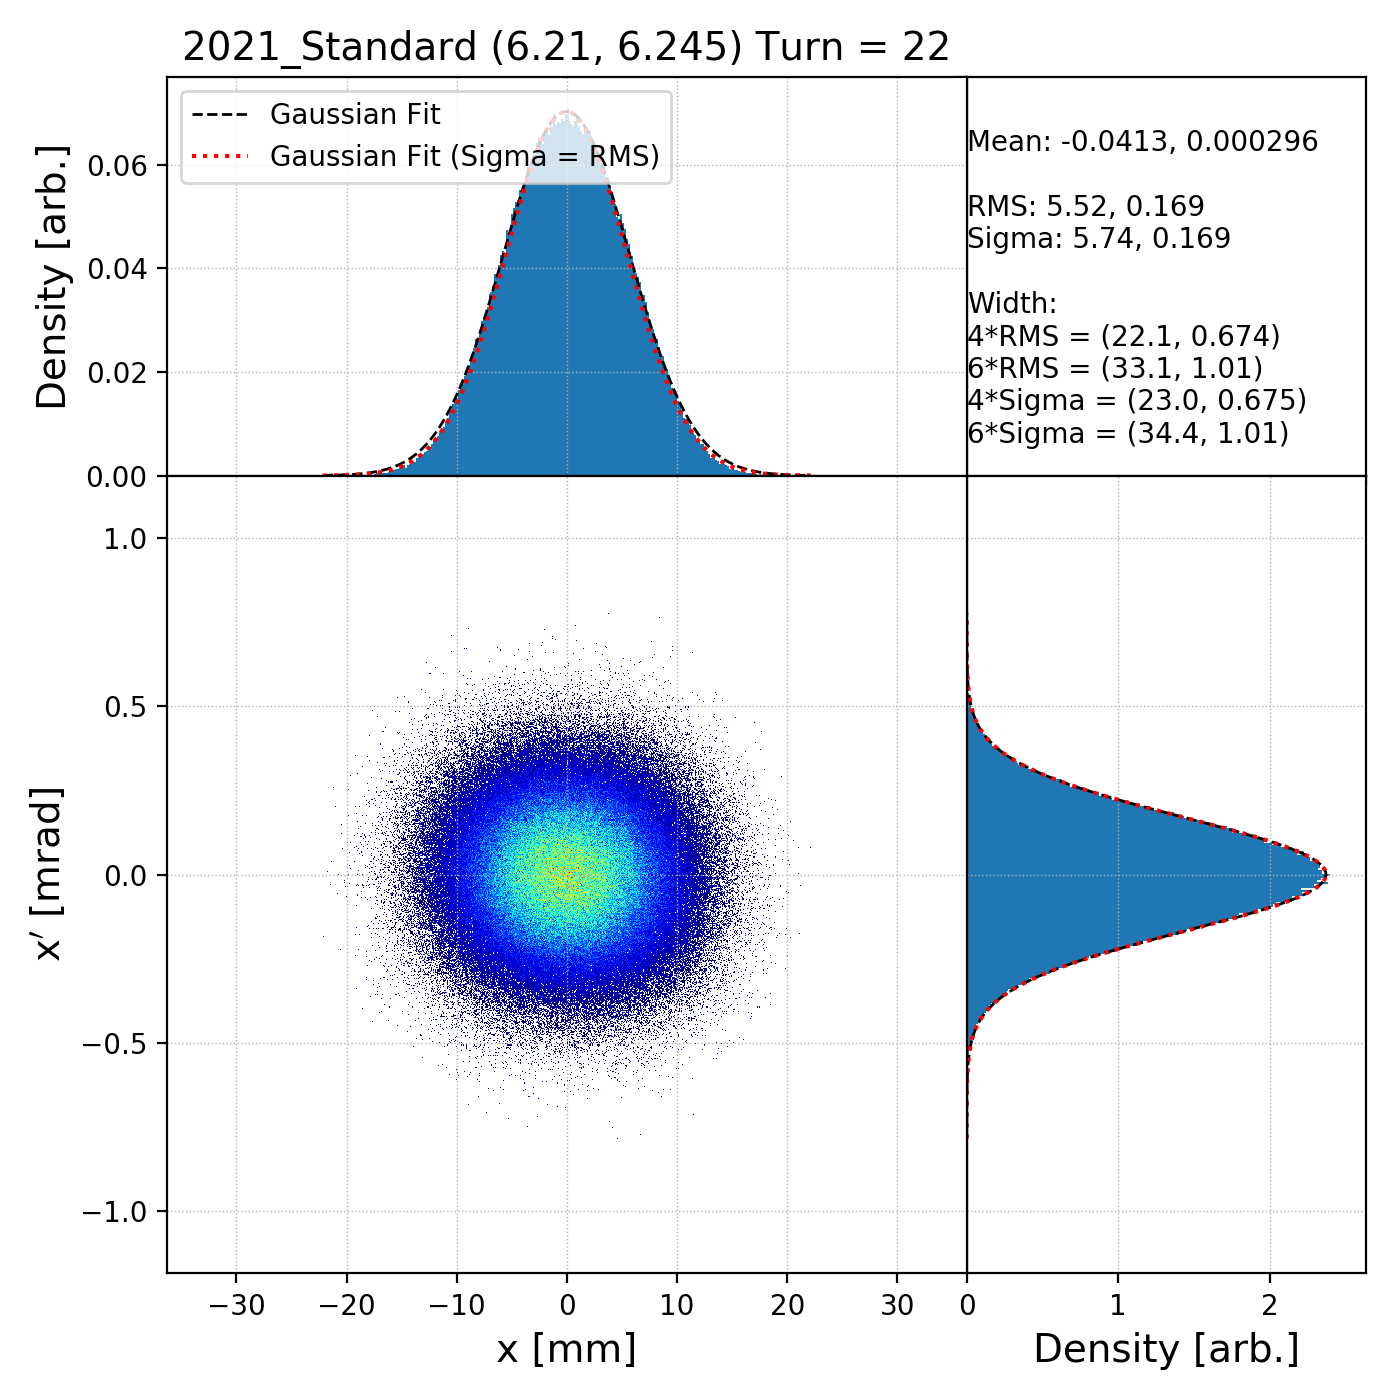 2021_Standard (6.21, 6.245) Turn = 22
Gaussian Fit
Gaussian Fit (Sigma = RMS)
Density [arb.]
0.06
0.04
0.02
0.00
Mean: -0.0413, 0.000296
RMS: 5.52, 0.169
Sigma: 5.74, 0.169
Width:
4*RMS = (22.1, 0.674)
6*RMS = (33.1, 1.01)
4*Sigma = (23.0, 0.675)
6*Sigma = (34.4, 1.01)
x′ [mrad]
1.0
0.5
0.0
−0.5
−1.0
−30 −20 −10 0 10 20 30
x [mm]
0 1 2
Density [arb.]